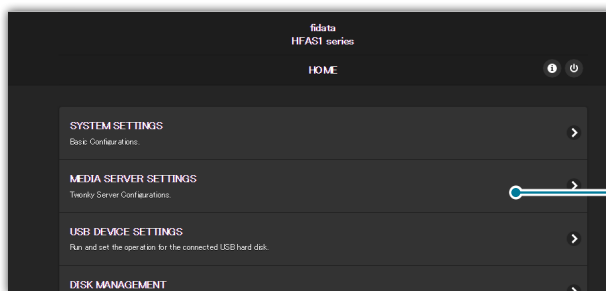 fidata
HFAS1 series
HOME
SYSTEM SETTINGS
Basic Configurations.
MEDIA SERVER SETTINGS
Twonky Server Configurations.
USB DEVICE SETTINGS
Run and set the operation for the connected USB hard disk.
DISK MANAGEMENT